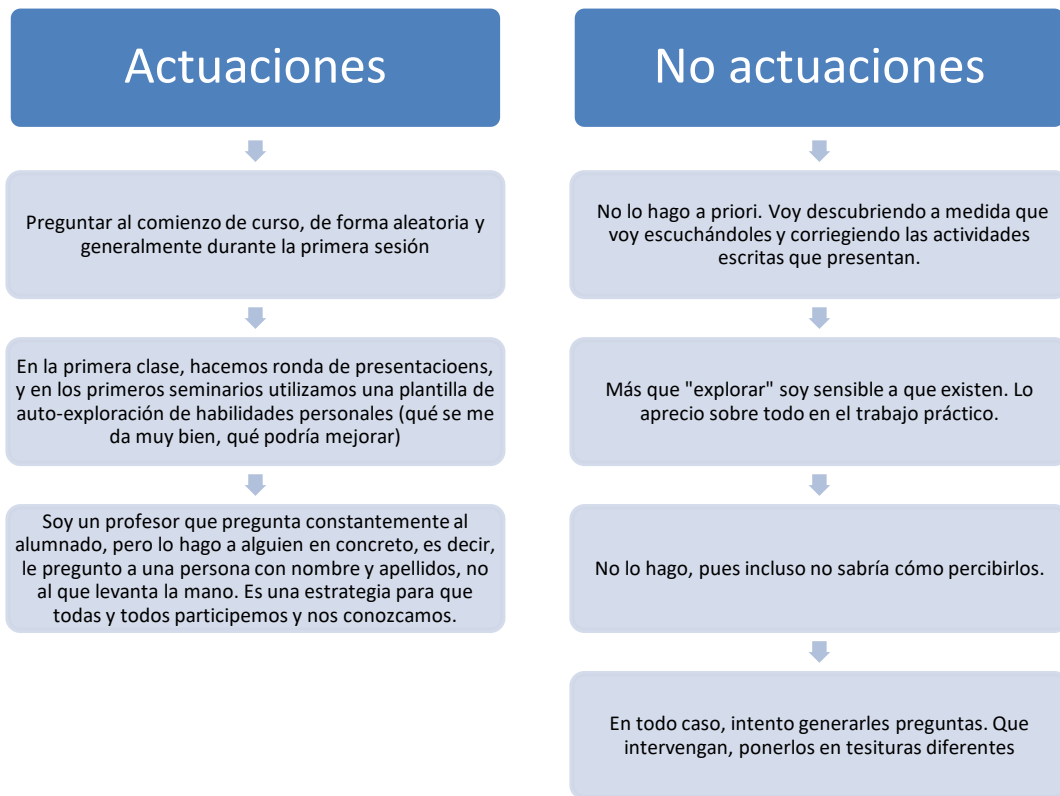 Actuaciones
Preguntar al comienzo de curso, de forma aleatoria y
generalmente durante la primera sesión
En la primera clase, hacemos ronda de presentacioens,
y en los primeros seminarios utilizamos una plantilla de
auto-exploración de habilidades personales (qué se me
da muy bien, qué podría mejorar)
Soy un profesor que pregunta constantemente al
alumnado, pero lo hago a alguien en concreto, es decir,
le pregunto a una persona con nombre y apellidos, no
al que levanta la mano. Es una estrategia para que
todas y todos participemos y nos conozcamos.
No actuaciones
No lo hago a priori. Voy descubriendo a medida que
voy escuchándoles y corriegiendo las actividades
escritas que presentan.
Más que "explorar" soy sensible a que existen. Lo
aprecio sobre todo en el trabajo práctico.
No lo hago, pues incluso no sabría cómo percibirlos.
En todo caso, intento generarles preguntas. Que
intervengan, ponerlos en tesituras diferentes